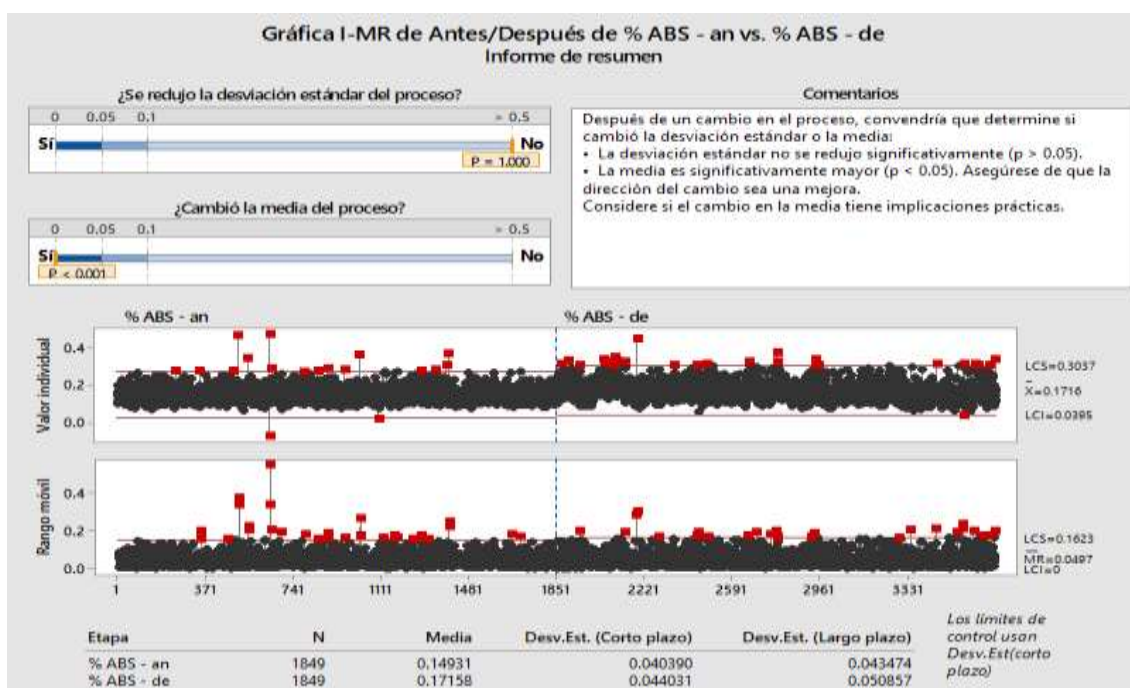 Gráfica I-MR de Antes/Después de % ABS - an vs. % ABS - de
Informe de resumen
¿Se redujo la desviación estándar del proceso?
0 0.05 0.1 > 0.5
Sí No
P = 1.000
¿Cambió la media del proceso?
0 0.05 0.1 > 0.5
Sí No
P < 0.001
Comentarios
Después de un cambio en el proceso, convendría que determine si
cambió la desviación estándar o la media:
• La desviación estándar no se redujo significativamente (p > 0.05).
• La media es significativamente mayor (p < 0.05). Asegúrese de que la
dirección del cambio sea una mejora.
Considere si el cambio en la media tiene implicaciones prácticas.
% ABS - an % ABS - de
Valor individual
0.4
0.2
0.0
LCS=0.3037
X=0.1716
LCI=0.0395
Rango móvil
0.4
0.2
0.0
LCS=0.1623
MR=0.0497
LCI=0
1 371 741 1111 1481 1851 2221 2591 2961 3331
Etapa N Media Desv.Est. (Corto plazo) Desv.Est. (Largo plazo)
% ABS - an 1849 0.14931 0.040390 0.043474
% ABS - de 1849 0.17158 0.044031 0.050857
Los límites de
control usan
Desv.Est(corto
plazo)